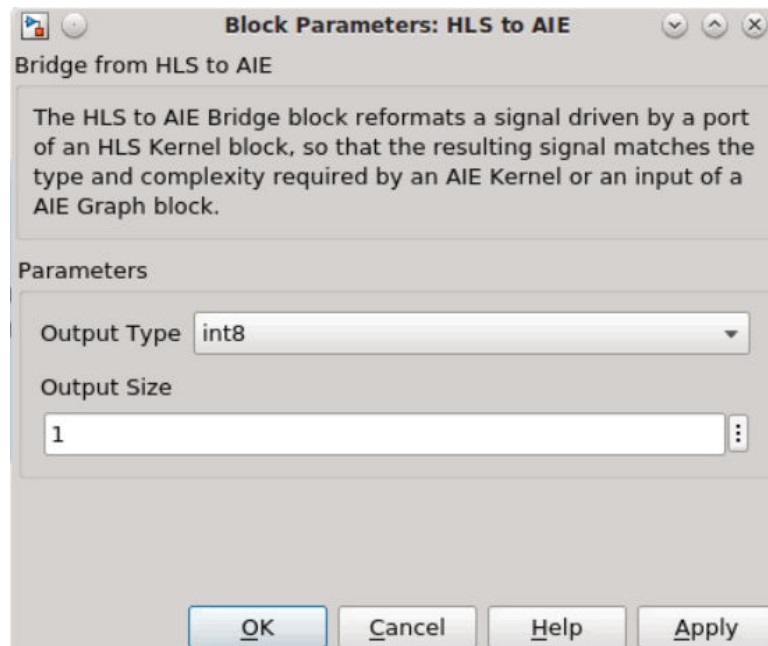 Block Parameters: HLS to AIE
Bridge from HLS to AIE
The HLS to AIE Bridge block reformats a signal driven by a port
of an HLS Kernel block, so that the resulting signal matches the
type and complexity required by an AIE Kernel or an input of a
AIE Graph block.
Parameters
Output Type int8
Output Size
1
OK Cancel Help Apply